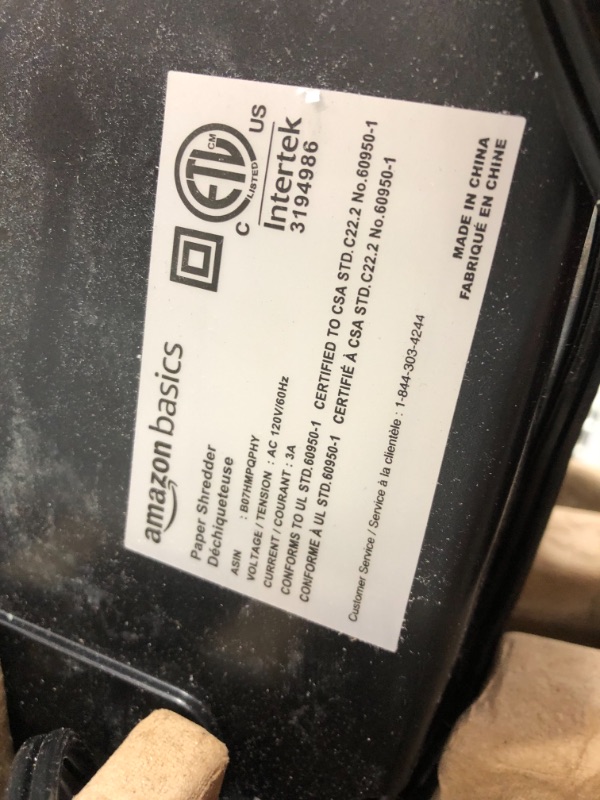 amazon basics
Paper Shredder
Déchiqueteuse
ASIN : B07HMPQPHY
VOLTAGE / TENSION : AC 120V/60Hz
CURRENT / COURANT : 3A
CONFORMS TO UL STD.60950-1 CERTIFIED TO CSA STD. C22.2 No.60950-1
CONFORME À UL STD.60950-1 CERTIFIÉ À CSA STD. C22.2 No.60950-1
Customer Service / Service à la clientèle : 1-844-303-4244
ETL CM
LISTED
C US
Intertek
3194986
MADE IN CHINA
FABRIQUÉ EN CHINE